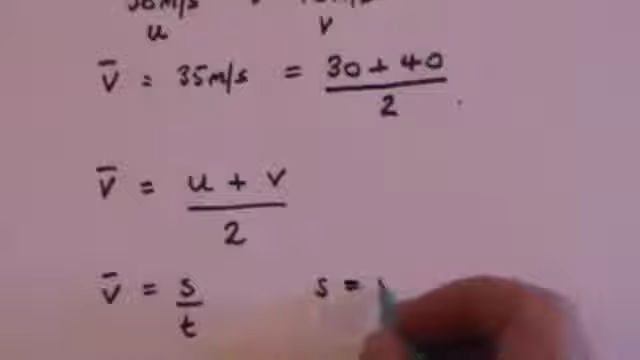 u v
v̄ = 35m/s = 30 + 40 / 2
v̄ = u + v / 2
v̄ = s / t s =